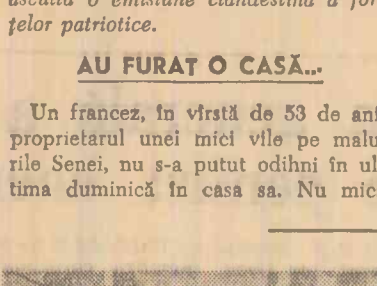 ascultă o emisiune clandestină a for
țelor patriotice.
AU FURAT O CASĂ...
Un francez, în vîrstă de 53 de ani
proprietarul unei mici vile pe malu
rile Senei, nu s-a putut odihni în ul
tima duminică în casa sa. Nu mic